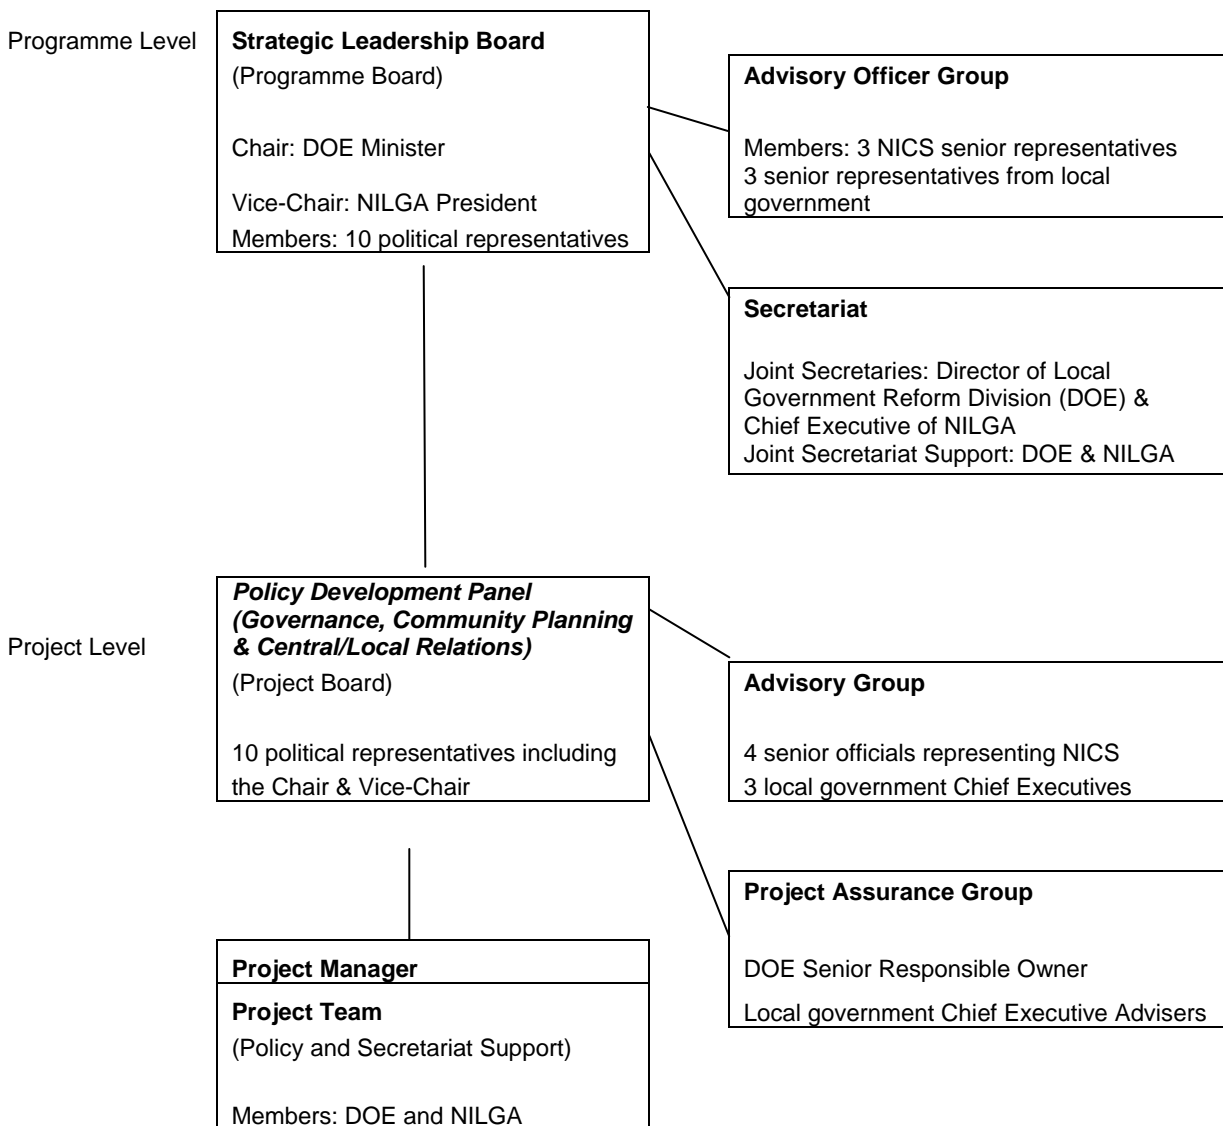 Programme Level
Strategic Leadership Board
(Programme Board)
Chair: DOE Minister
Vice-Chair: NILGA President
Members: 10 political representatives
Advisory Officer Group
Members: 3 NICS senior representatives
3 senior representatives from local
government
Secretariat
Joint Secretaries: Director of Local
Government Reform Division (DOE) &
Chief Executive of NILGA
Joint Secretariat Support: DOE & NILGA
Project Level
Policy Development Panel
(Governance, Community Planning
& Central/Local Relations)
(Project Board)
10 political representatives including
the Chair & Vice-Chair
Advisory Group
4 senior officials representing NICS
3 local government Chief Executives
Project Assurance Group
DOE Senior Responsible Owner
Local government Chief Executive Advisers
Project Manager
Project Team
(Policy and Secretariat Support)
Members: DOE and NILGA